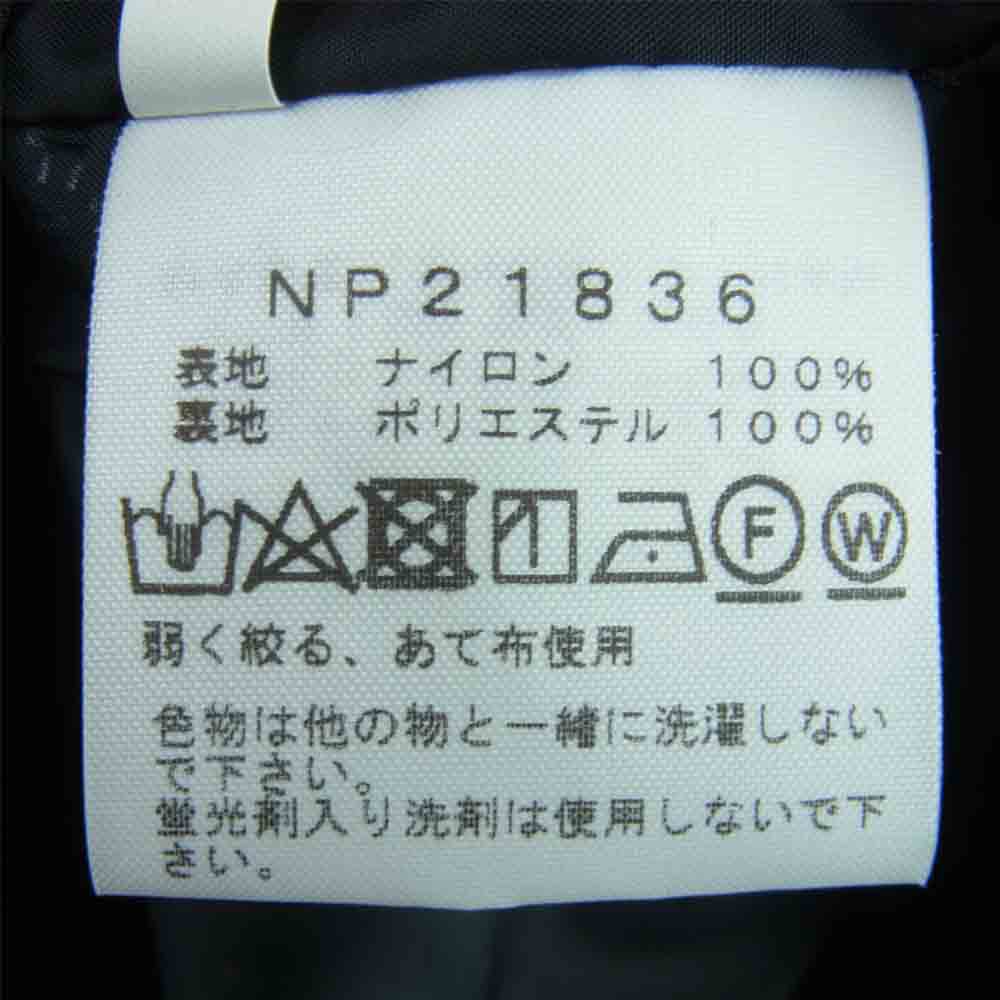 NP21836
表地 ナイロン 100%
裏地 ポリエステル 100%
F W
弱く絞る、あて布使用
色物は他の物と一緒に洗濯しない
で下さい。
蛍光剤入り洗剤は使用しないで下
さい。